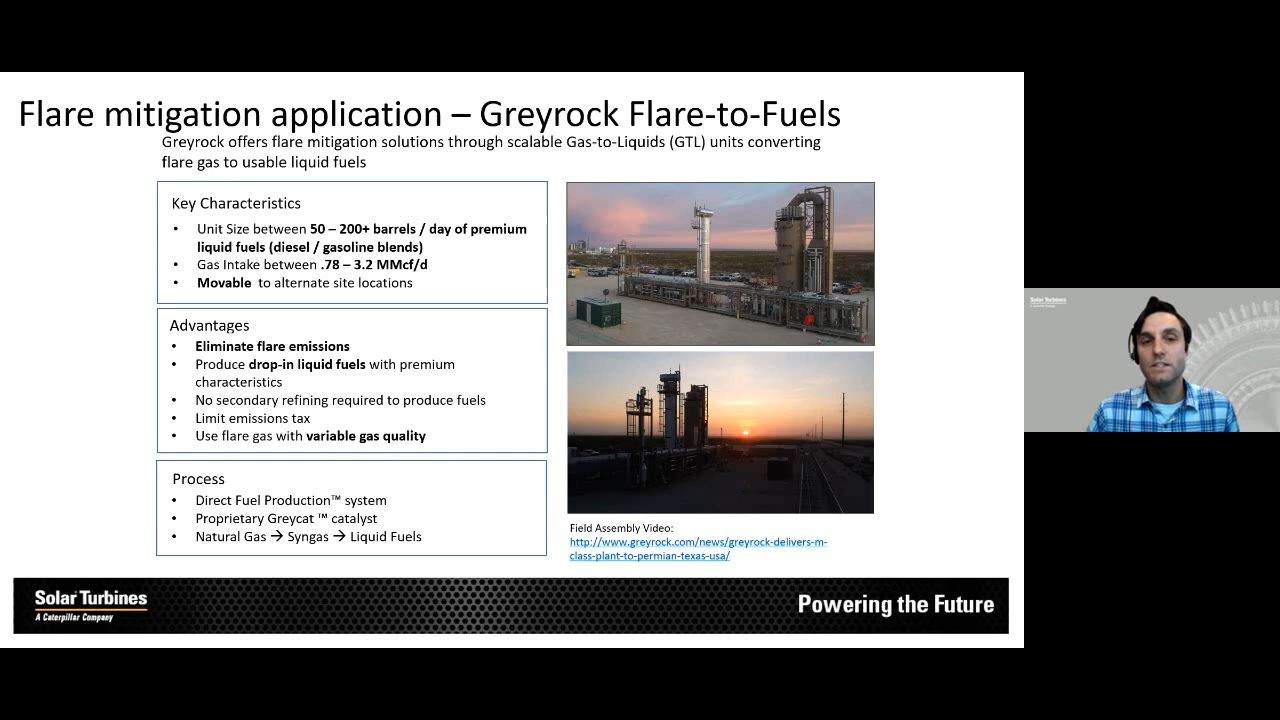 Flare mitigation application – Greyrock Flare-to-Fuels
Greyrock offers flare mitigation solutions through scalable Gas-to-Liquids (GTL) units converting
flare gas to usable liquid fuels
Key Characteristics
• Unit Size between 50 – 200+ barrels / day of premium
liquid fuels (diesel / gasoline blends)
• Gas Intake between .78 – 3.2 MMcf/d
• Movable to alternate site locations
Advantages
• Eliminate flare emissions
• Produce drop-in liquid fuels with premium
characteristics
• No secondary refining required to produce fuels
• Limit emissions tax
• Use flare gas with variable gas quality
Process
• Direct Fuel Production™ system
• Proprietary Greycat ™ catalyst
• Natural Gas → Syngas → Liquid Fuels
Field Assembly Video:
http://www.greyrock.com/news/greyrock-delivers-m-
class-plant-to-permian-texas-usa/
Solar Turbines
A Caterpillar Company
Powering the Future
Solar Turbines